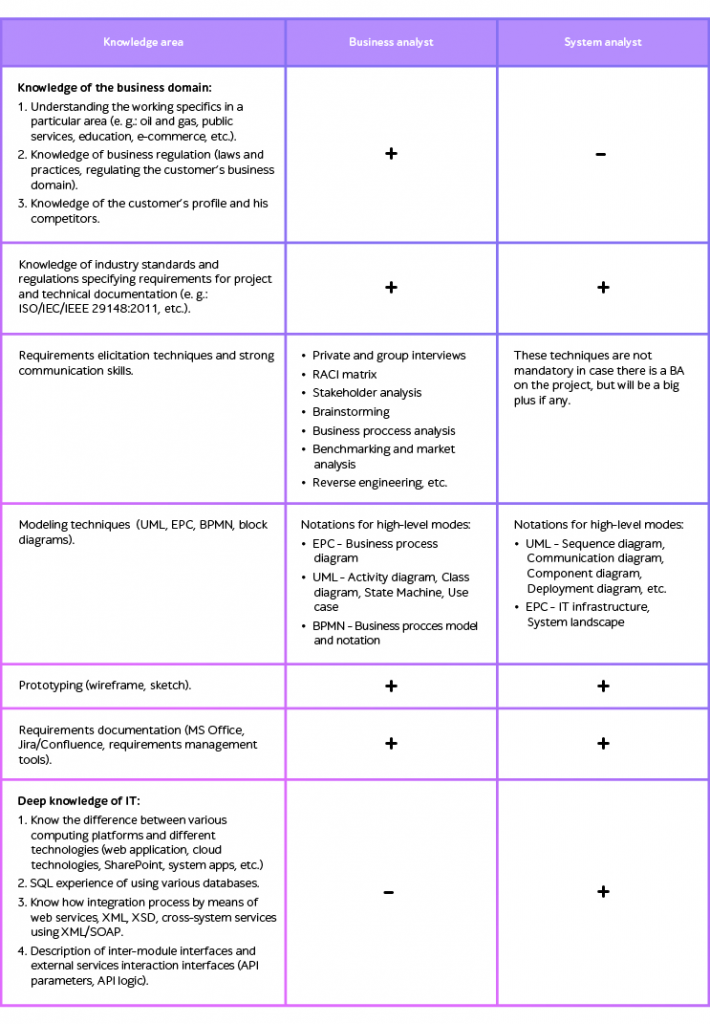 Knowledge area
Business analyst
System analyst
Knowledge of the business domain:
1. Understanding the working specifics in a
particular area (e. g.: oil and gas, public
services, education, e-commerce, etc.).
2. Knowledge of business regulation (laws and
practices, regulating the customer's business
domain).
3. Knowledge of the customer's profile and his
competitors.
+
–
Knowledge of industry standards and
regulations specifying requirements for project
and technical documentation (e. g.:
ISO/IEC/IEEE 29148:2011, etc.).
+
+
Requirements elicitation techniques and strong
communication skills.
• Private and group interviews
• RACI matrix
• Stakeholder analysis
• Brainstorming
• Business proccess analysis
• Benchmarking and market
analysis
• Reverse engineering, etc.
These techniques are not
mandatory in case there is a BA
on the project, but will be a big
plus if any.
Modeling techniques (UML, EPC, BPMN, block
diagrams).
Notations for high-level modes:
• EPC – Business process
diagram
• UML – Activity diagram, Class
diagram, State Machine, Use
case
• BPMN – Business procces model
and notation
Notations for high-level modes:
• UML – Sequence diagram,
Communication diagram,
Component diagram,
Deployment diagram, etc.
• EPC – IT infrastructure,
System landscape
Prototyping (wireframe, sketch).
+
+
Requirements documentation (MS Office,
Jira/Confluence, requirements management
tools).
+
+
Deep knowledge of IT:
1. Know the difference between various
computing platforms and different
technologies (web application, cloud
technologies, SharePoint, system apps, etc.)
2. SQL experience of using various databases.
3. Know how integration process by means of
web services, XML, XSD, cross-system services
using XML/SOAP.
4. Description of inter-module interfaces and
external services interaction interfaces (API
parameters, API logic).
–
+